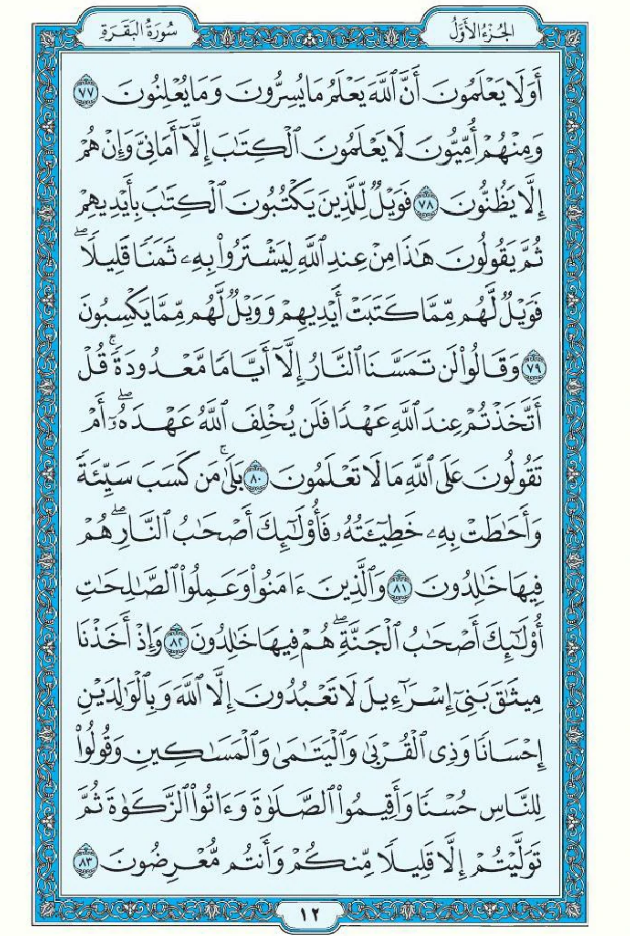 الجُزْءُ الأَوَّلُ
سُورَةُ البَقَرَةِ
أَوَلَا يَعْلَمُونَ أَنَّ ٱللَّهَ يَعْلَمُ مَا يُسِرُّونَ وَمَا يُعْلِنُونَ ٧٧
وَمِنْهُمْ أُمِّيُّونَ لَا يَعْلَمُونَ ٱلْكِتَٰبَ إِلَّآ أَمَانِىَّ وَإِنْ هُمْ
إِلَّا يَظُنُّونَ ٧٨ فَوَيْلٌ لِّلَّذِينَ يَكْتُبُونَ ٱلْكِتَٰبَ بِأَيْدِيهِمْ
ثُمَّ يَقُولُونَ هَٰذَا مِنْ عِندِ ٱللَّهِ لِيَشْتَرُوا۟ بِهِۦ ثَمَنًا قَلِيلًا ۖ
فَوَيْلٌ لَّهُم مِّمَّا كَتَبَتْ أَيْدِيهِمْ وَوَيْلٌ لَّهُم مِّمَّا يَكْسِبُونَ
٧٩ وَقَالُوا۟ لَن تَمَسَّنَا ٱلنَّارُ إِلَّآ أَيَّامًا مَّعْدُودَةً ۚ قُلْ
أَتَّخَذْتُمْ عِندَ ٱللَّهِ عَهْدًا فَلَن يُخْلِفَ ٱللَّهُ عَهْدَهُۥٓ ۖ أَمْ
تَقُولُونَ عَلَى ٱللَّهِ مَا لَا تَعْلَمُونَ ٨٠ بَلَىٰ ۚ مَن كَسَبَ سَيِّئَةً
وَأَحَٰطَتْ بِهِۦ خَطِيٓـَٔتُهُۥ فَأُو۟لَٰٓئِكَ أَصْحَٰبُ ٱلنَّارِ ۖ هُمْ
فِيهَا خَٰلِدُونَ ٨١ وَٱلَّذِينَ ءَامَنُوا۟ وَعَمِلُوا۟ ٱلصَّٰلِحَٰتِ
أُو۟لَٰٓئِكَ أَصْحَٰبُ ٱلْجَنَّةِ ۖ هُمْ فِيهَا خَٰلِدُونَ ٨٢ وَإِذْ أَخَذْنَا
مِيثَٰقَ بَنِىٓ إِسْرَٰٓءِيلَ لَا تَعْبُدُونَ إِلَّا ٱللَّهَ وَبِٱلْوَٰلِدَيْنِ
إِحْسَانًا وَذِى ٱلْقُرْبَىٰ وَٱلْيَتَٰمَىٰ وَٱلْمَسَٰكِينِ وَقُولُوا۟
لِلنَّاسِ حُسْنًا وَأَقِيمُوا۟ ٱلصَّلَوٰةَ وَءَاتُوا۟ ٱلزَّكَوٰةَ ثُمَّ
تَوَلَّيْتُمْ إِلَّا قَلِيلًا مِّنكُمْ وَأَنتُم مُّعْرِضُونَ ٨٣
١٢